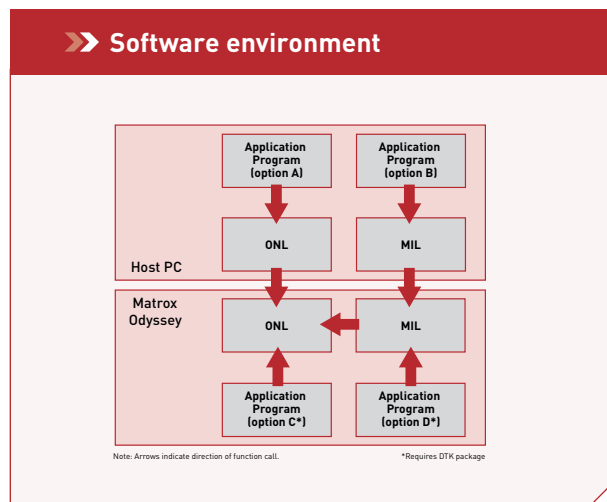 Software environment
Application
Program
(option A)
Application
Program
(option B)
ONL
MIL
Host PC
Matrox
Odyssey
ONL
MIL
Application
Program
(option C*)
Application
Program
(option D*)
Note: Arrows indicate direction of function call.
*Requires DTK package